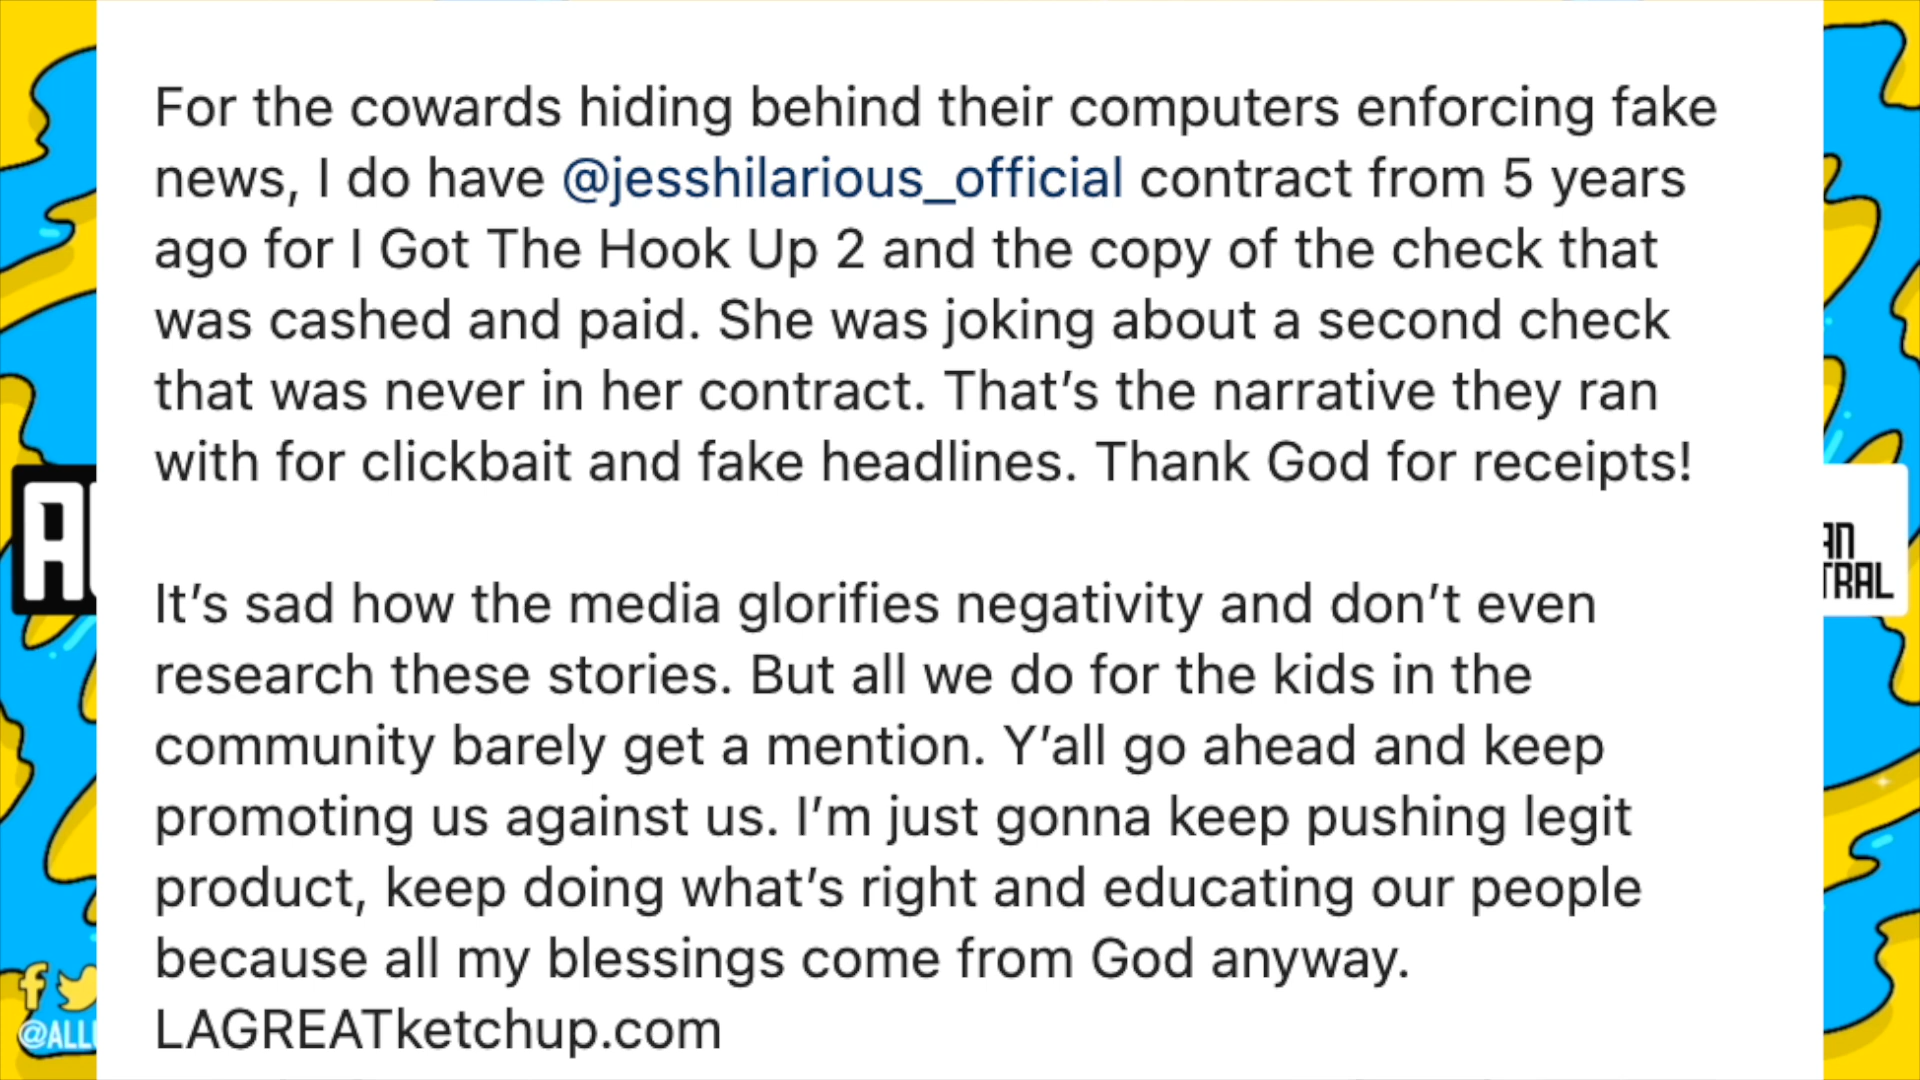 For the cowards hiding behind their computers enforcing fake
news, I do have @jesshilarious_official contract from 5 years
ago for I Got The Hook Up 2 and the copy of the check that
was cashed and paid. She was joking about a second check
that was never in her contract. That’s the narrative they ran
with for clickbait and fake headlines. Thank God for receipts!
It’s sad how the media glorifies negativity and don’t even
research these stories. But all we do for the kids in the
community barely get a mention. Y’all go ahead and keep
promoting us against us. I’m just gonna keep pushing legit
product, keep doing what’s right and educating our people
because all my blessings come from God anyway.
LAGREATketchup.com